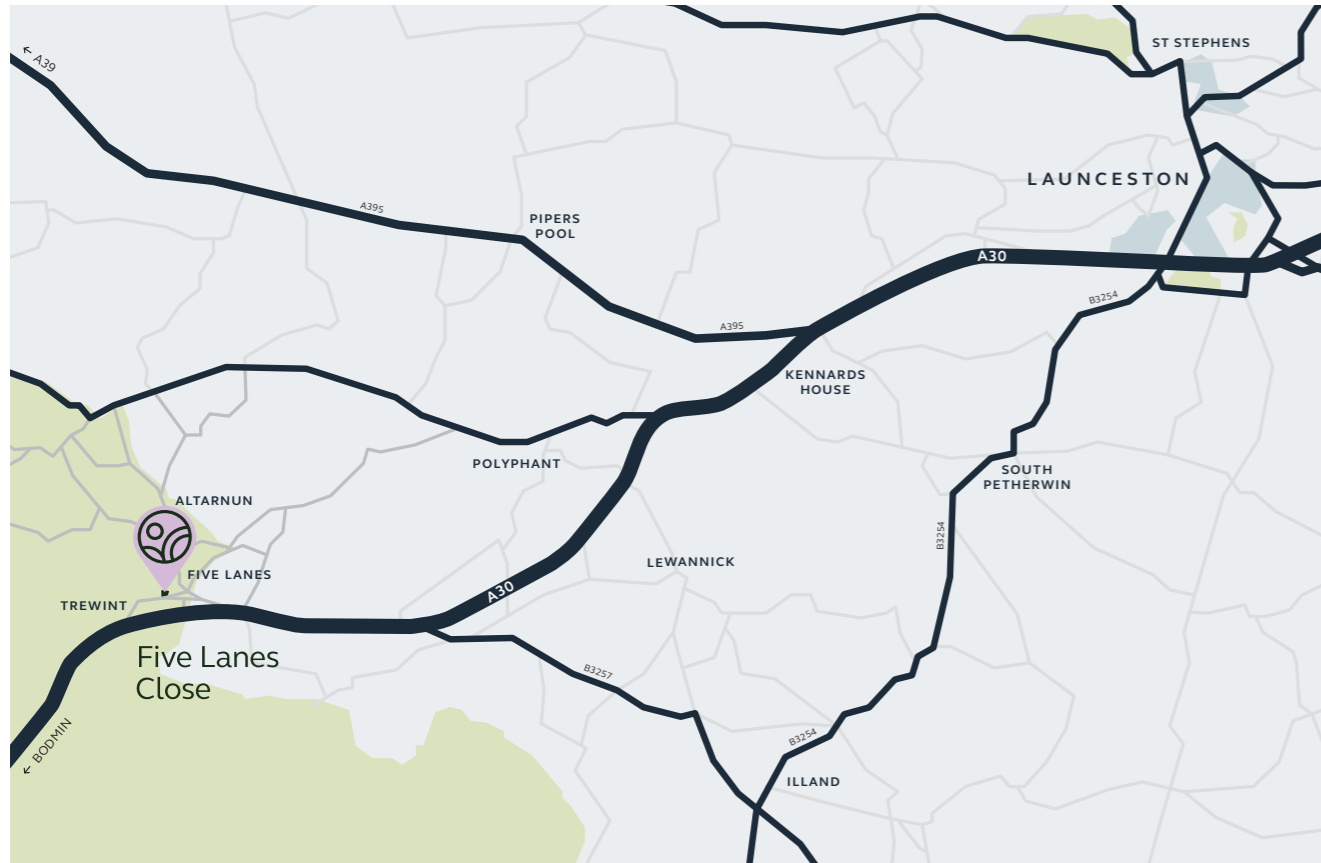 ST STEPHENS
← A39
LAUNCESTON
A395
PIPERS
POOL
A30
B3254
A395
KENNARDS
HOUSE
POLYPHANT
SOUTH
PETHERWIN
ALTARNUN
B3254
LEWANNICK
FIVE LANES
A30
TREWINT
Five Lanes
Close
B3257
← BODMIN
B3254
ILLAND